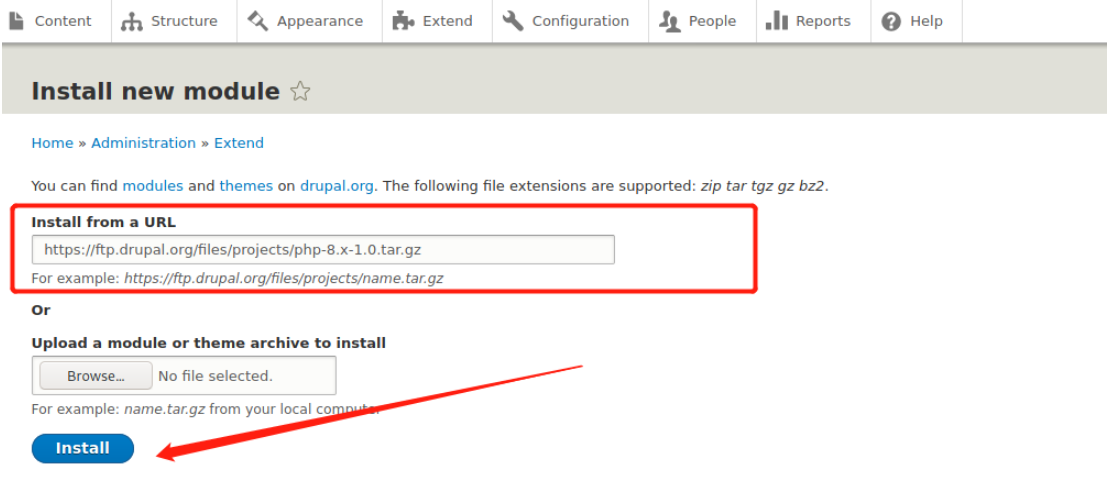 Content Structure Appearance Extend Configuration People Reports Help
Install new module
Home » Administration » Extend
You can find modules and themes on drupal.org. The following file extensions are supported: zip tar tgz gz bz2.
Install from a URL
https://ftp.drupal.org/files/projects/php-8.x-1.0.tar.gz
For example: https://ftp.drupal.org/files/projects/name.tar.gz
Or
Upload a module or theme archive to install
Browse... No file selected.
For example: name.tar.gz from your local computer
Install